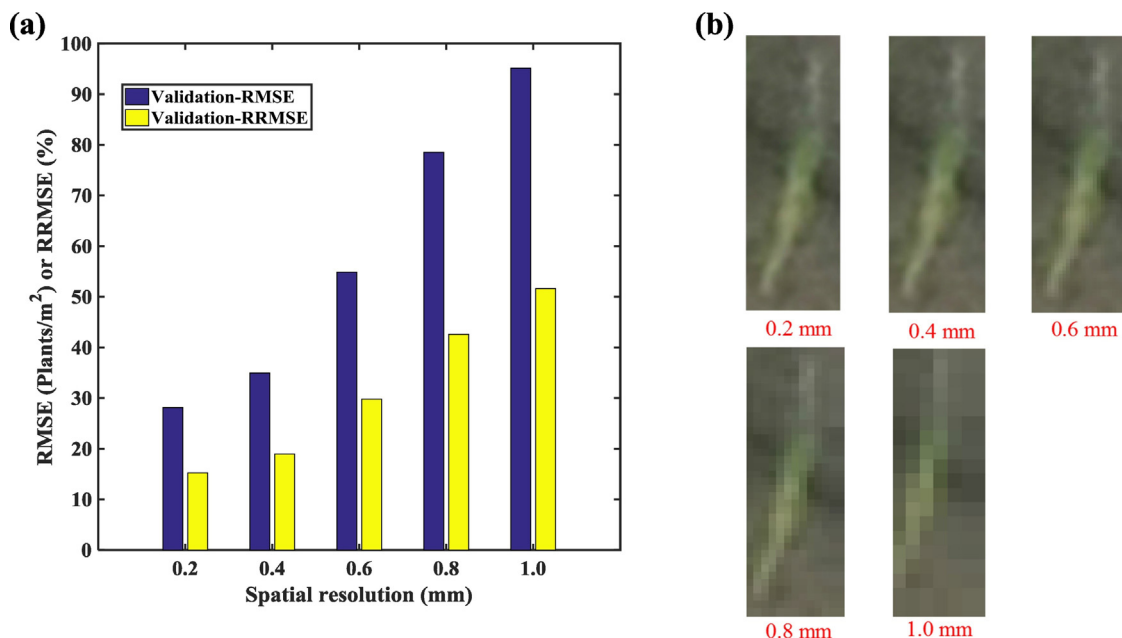 (a)
100
90
80
70
60
50
40
30
20
10
0
RMSE (Plants/m²) or RRMSE (%)
Validation-RMSE
Validation-RRMSE
0.2 0.4 0.6 0.8 1.0
Spatial resolution (mm)
(b)
0.2 mm 0.4 mm 0.6 mm
0.8 mm 1.0 mm